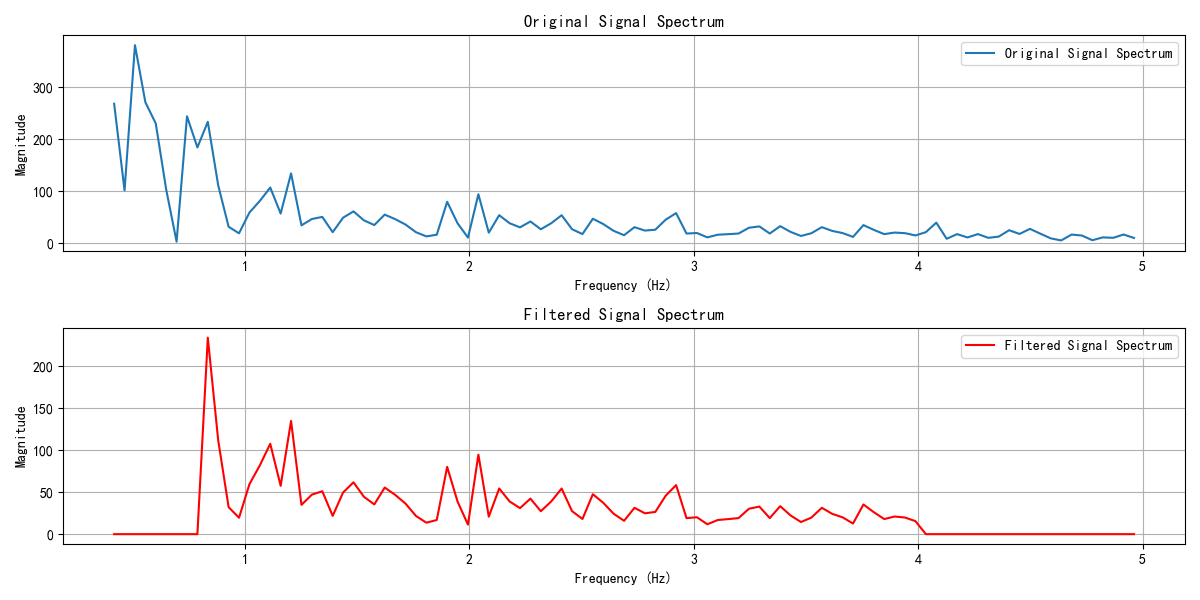 Original Signal Spectrum
Original Signal Spectrum
300
200
100
0
Magnitude
1 2 3 4 5
Frequency (Hz)
Filtered Signal Spectrum
Filtered Signal Spectrum
200
150
100
50
0
Magnitude
1 2 3 4 5
Frequency (Hz)